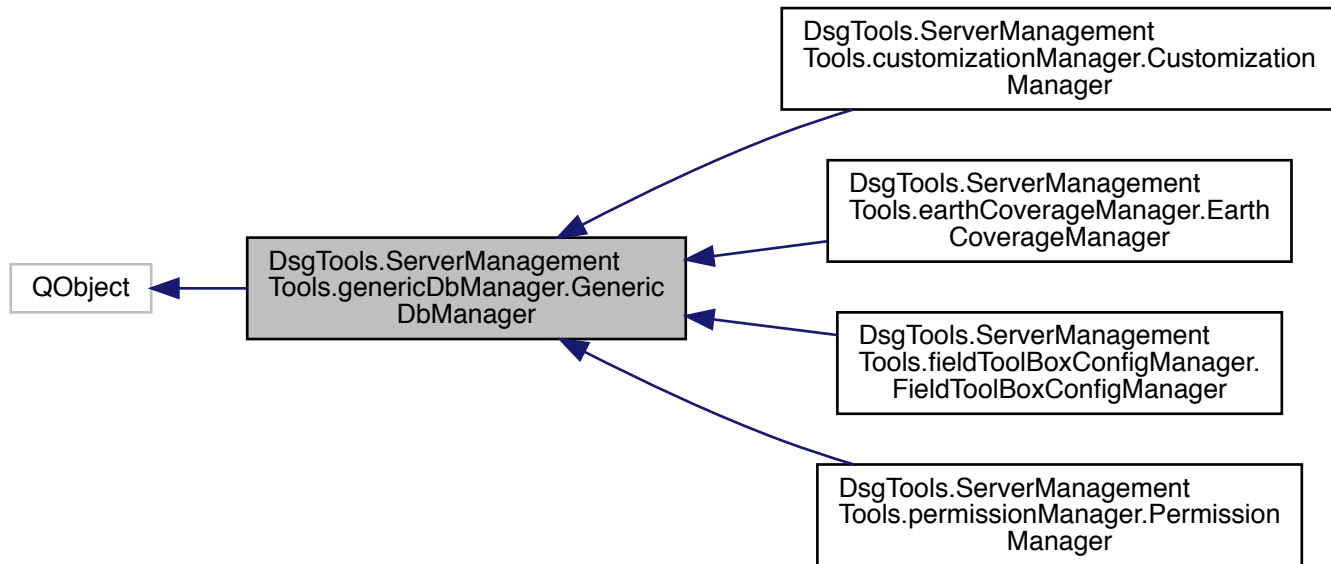 QObject
DsgTools.ServerManagement
Tools.genericDbManager.Generic
DbManager
DsgTools.ServerManagement
Tools.customizationManager.Customization
Manager
DsgTools.ServerManagement
Tools.earthCoverageManager.Earth
CoverageManager
DsgTools.ServerManagement
Tools.fieldToolBoxConfigManager.
FieldToolBoxConfigManager
DsgTools.ServerManagement
Tools.permissionManager.Permission
Manager